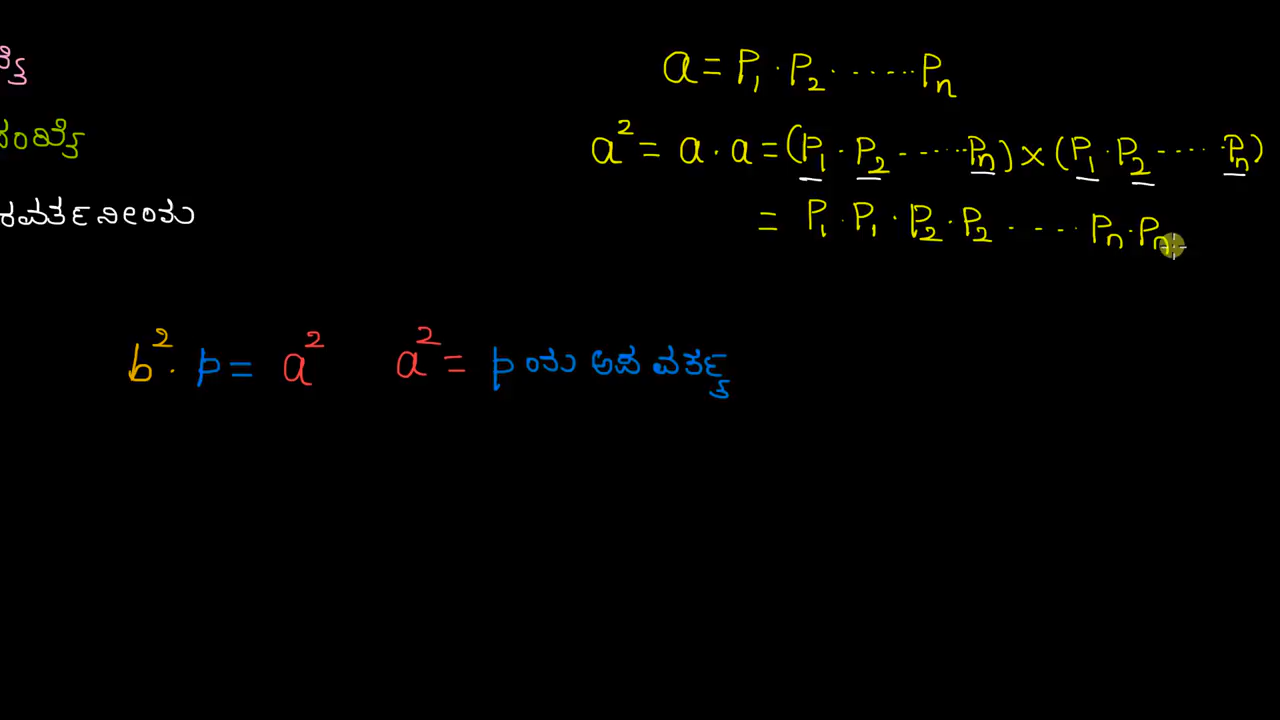 a = P₁ · P₂ · ······ Pn
a² = a · a = (P₁ · P₂ ······ Pn) × (P₁ · P₂ ······ Pn)
= P₁ · P₁ · P₂ · P₂ · ···· Pn · Pn
b² · p = a² a² = p ಯ ಅಪವರ್ತ್ಯ